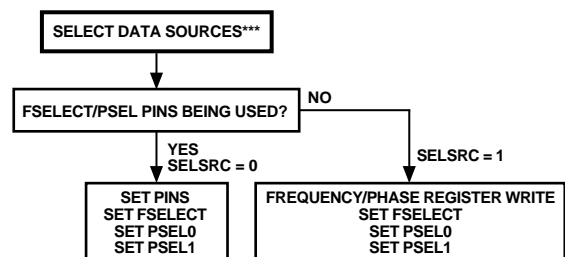 SELECT DATA SOURCES***
FSELECT/PSEL PINS BEING USED?
NO
YES
SELSRC = 0
SELSRC = 1
SET PINS
SET FSELECT
SET PSEL0
SET PSEL1
FREQUENCY/PHASE REGISTER WRITE
SET FSELECT
SET PSEL0
SET PSEL1